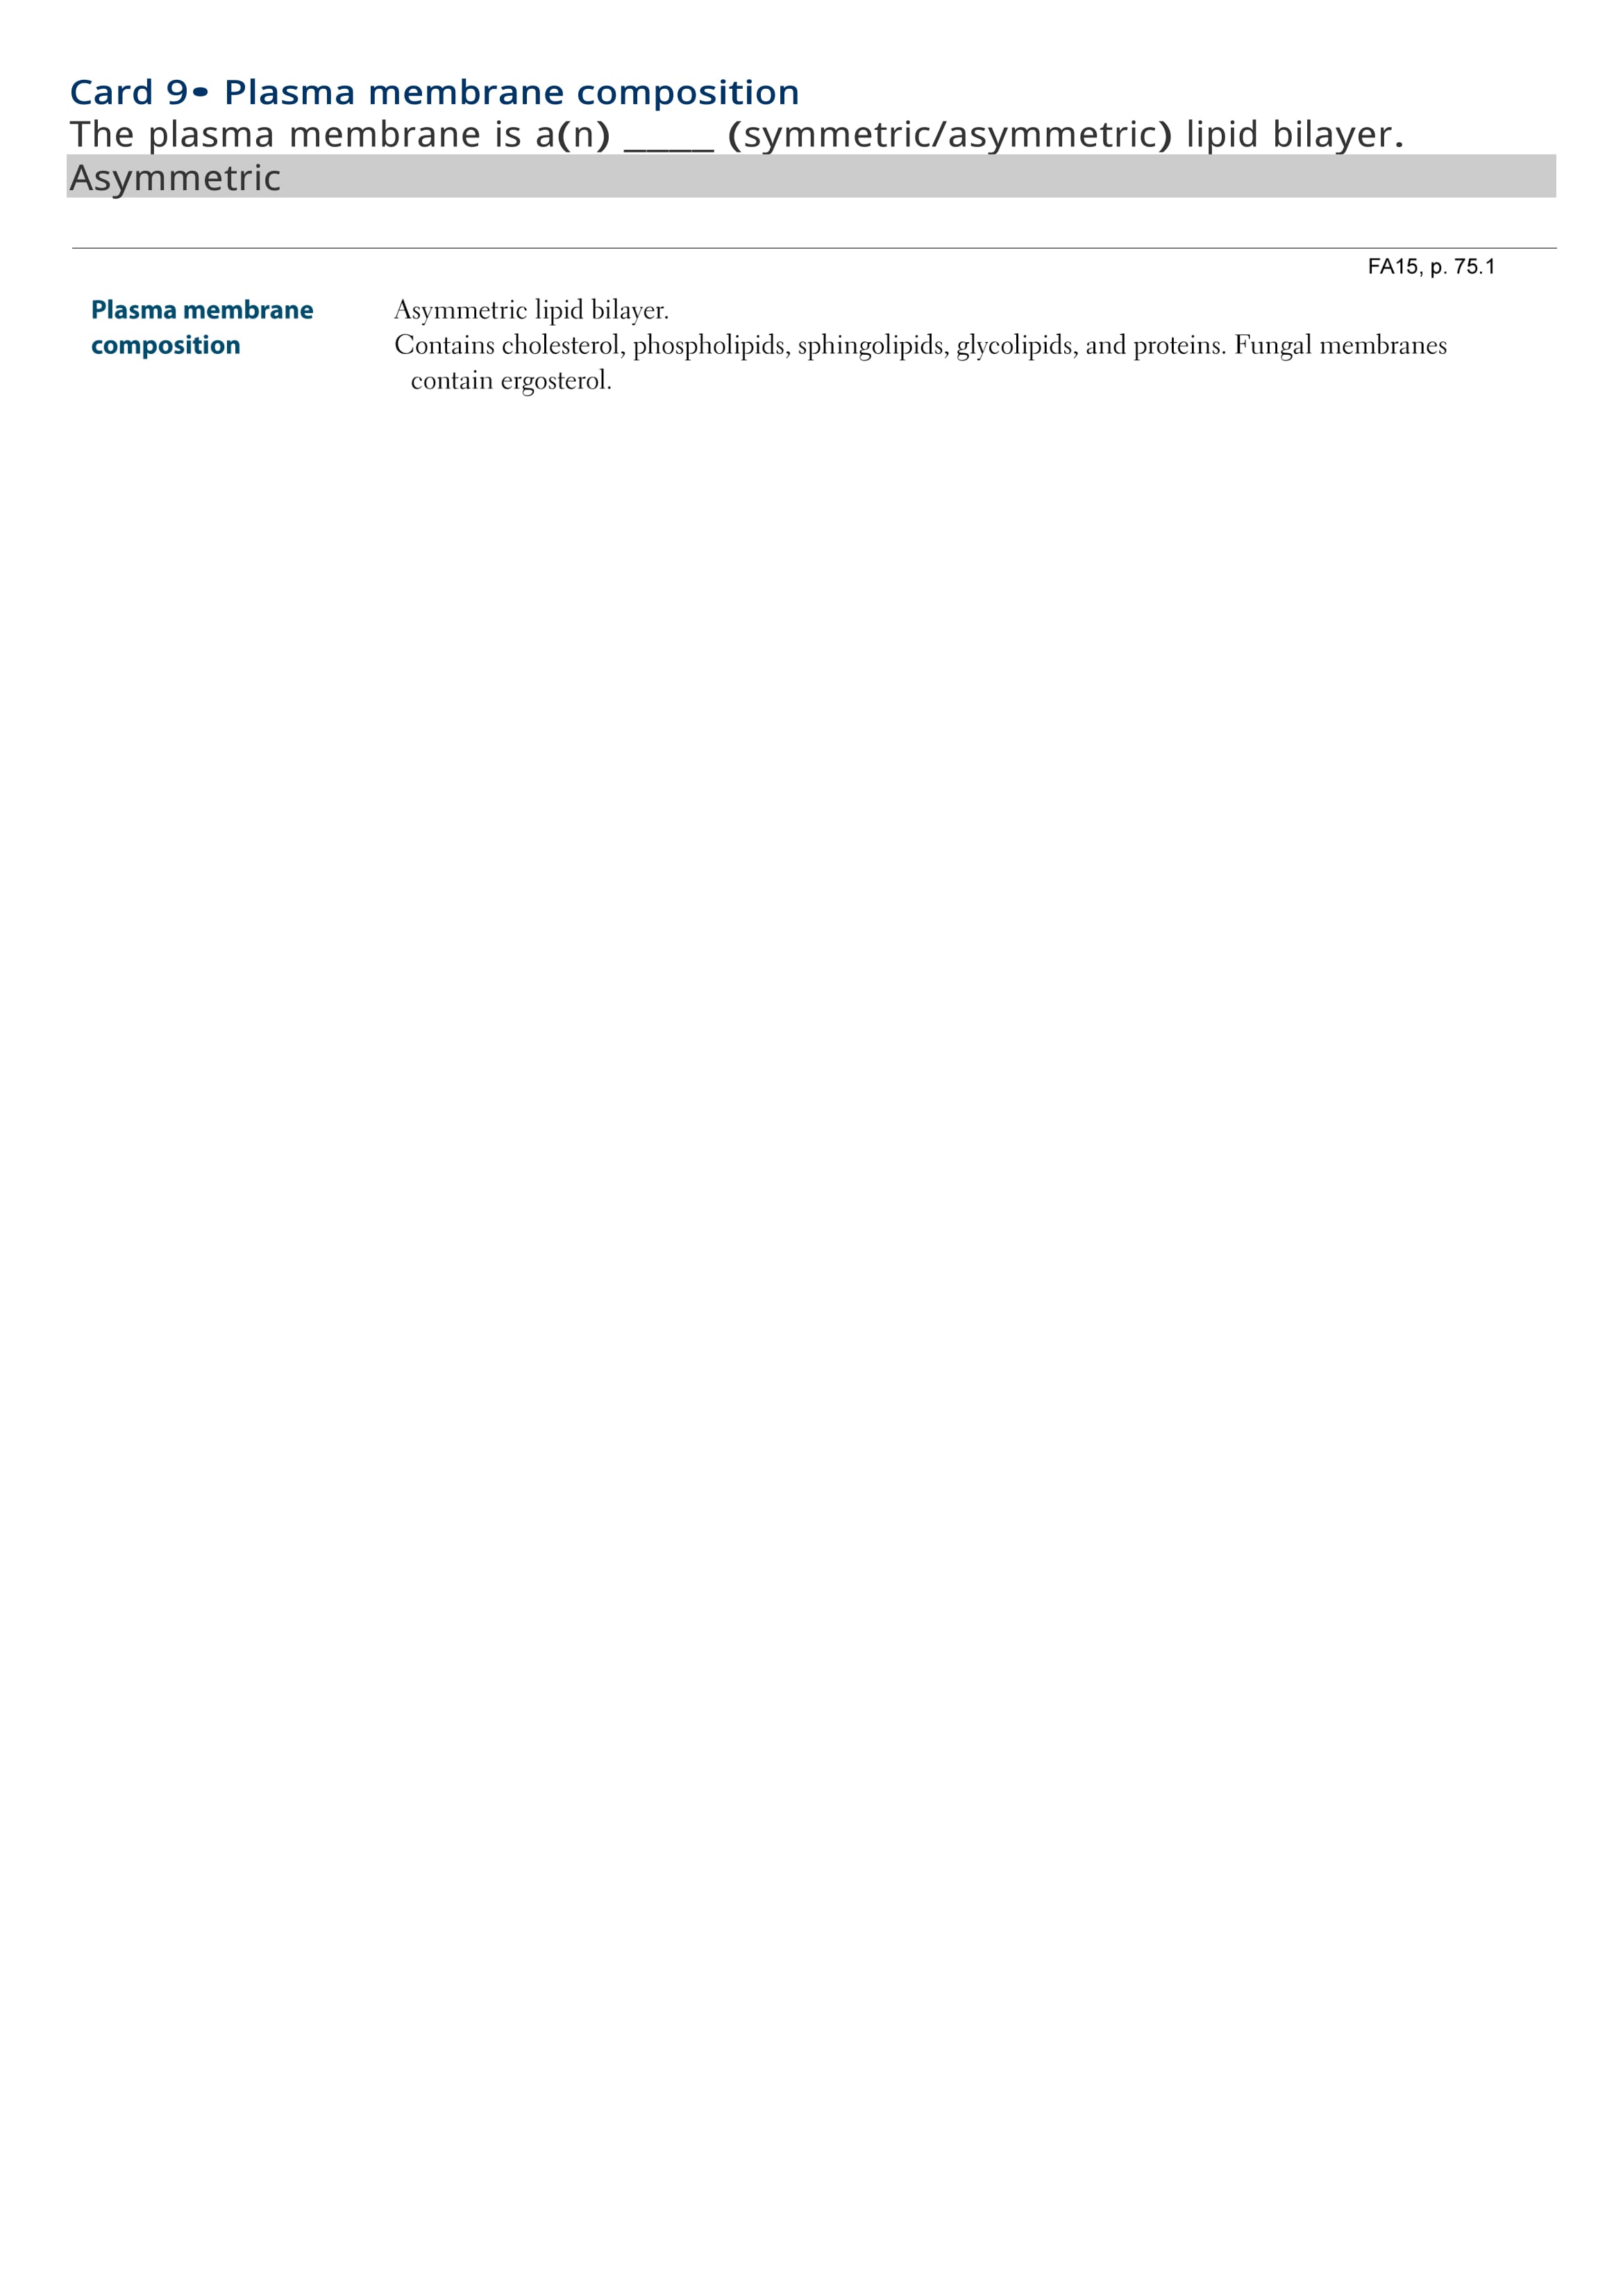 Card 9• Plasma membrane composition
The plasma membrane is a(n) ____ (symmetric/asymmetric) lipid bilayer.
Asymmetric
FA15, p. 75.1
Plasma membrane composition
Asymmetric lipid bilayer.
Contains cholesterol, phospholipids, sphingolipids, glycolipids, and proteins. Fungal membranes
contain ergosterol.